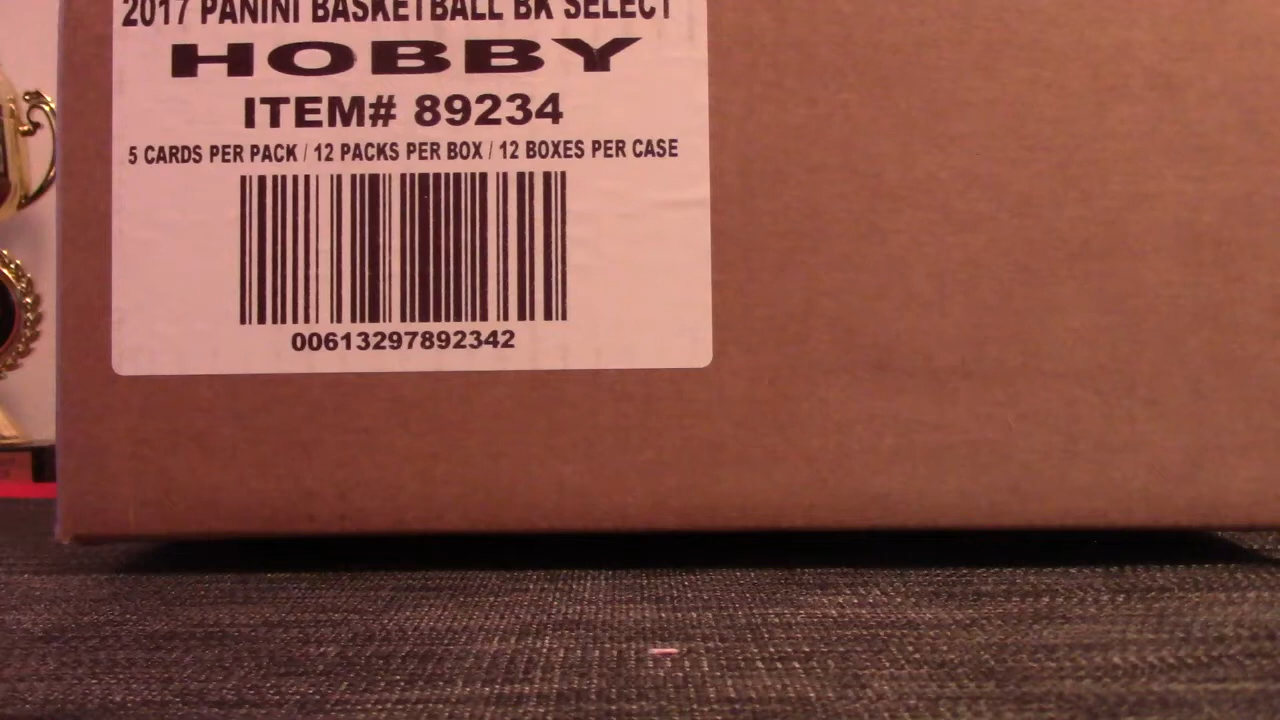 2017 PANINI BASKETBALL BK SELECT
HOBBY
ITEM# 89234
5 CARDS PER PACK / 12 PACKS PER BOX / 12 BOXES PER CASE
00613297892342